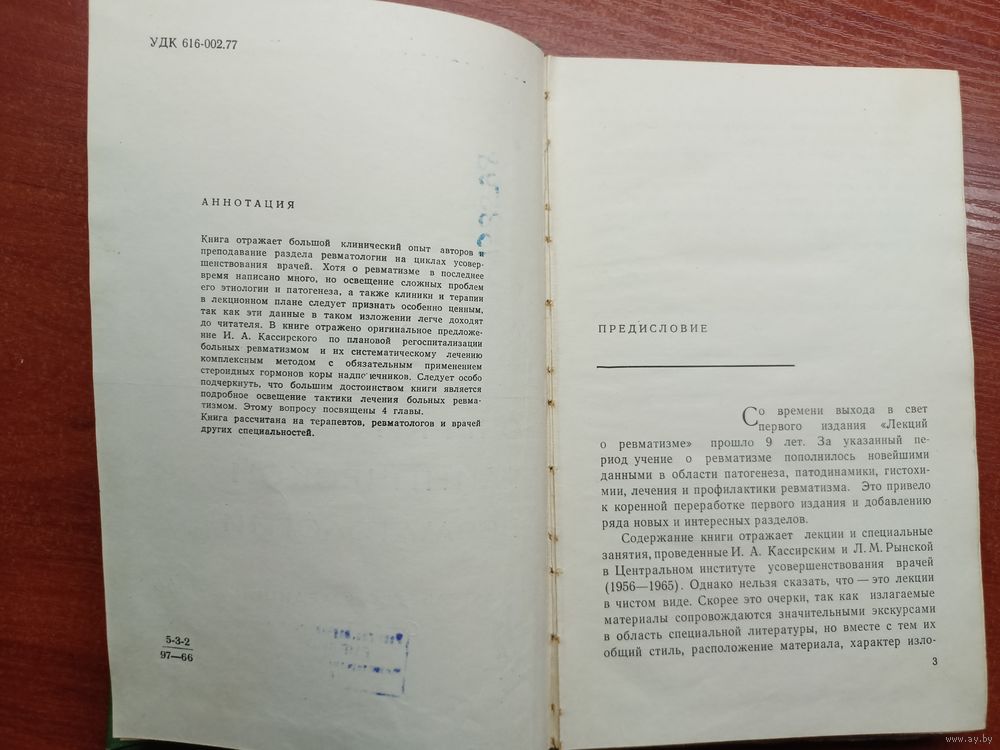 УДК 616-002.77
АННОТАЦИЯ
Книга отражает большой клинический опыт авторов и
преподавание раздела ревматологии на циклах усовер-
шенствования врачей. Хотя о ревматизме в последнее
время написано много, но освещение сложных проблем
его этиологии и патогенеза, а также клиники и терапии
в лекционном плане следует признать особенно ценным,
так как эти данные в таком изложении легче доходят
до читателя. В книге отражено оригинальное предложе-
ние И. А. Кассирского по плановой регоспитализации
больных ревматизмом и их систематическому лечению
комплексным методом с обязательным применением
стероидных гормонов коры надпочечников. Следует особо
подчеркнуть, что большим достоинством книги является
подробное освещение тактики лечения больных ревма-
тизмом. Этому вопросу посвящены 4 главы.
Книга рассчитана на терапевтов, ревматологов и врачей
других специальностей.
5-3-2
97—66
ПРЕДИСЛОВИЕ
Со времени выхода в свет
первого издания «Лекций
о ревматизме» прошло 9 лет. За указанный пе-
риод учение о ревматизме пополнилось новейшими
данными в области патогенеза, патодинамики, гистохи-
мии, лечения и профилактики ревматизма. Это привело
к коренной переработке первого издания и добавлению
ряда новых и интересных разделов.
Содержание книги отражает лекции и специальные
занятия, проведенные И. А. Кассирским и Л. М. Рынской
в Центральном институте усовершенствования врачей
(1956—1965). Однако нельзя сказать, что — это лекции
в чистом виде. Скорее это очерки, так как излагаемые
материалы сопровождаются значительными экскурсами
в область специальной литературы, но вместе с тем их
общий стиль, расположение материала, характер изло-
3
www.ay.by